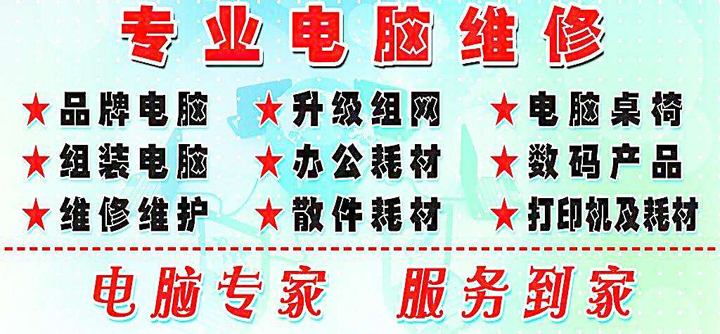 专业电脑维修
★品牌电脑 ★升级组网 ★电脑桌椅
★组装电脑 ★办公耗材 ★数码产品
★维修维护 ★散件耗材 ★打印机及耗材
电脑专家 服务到家